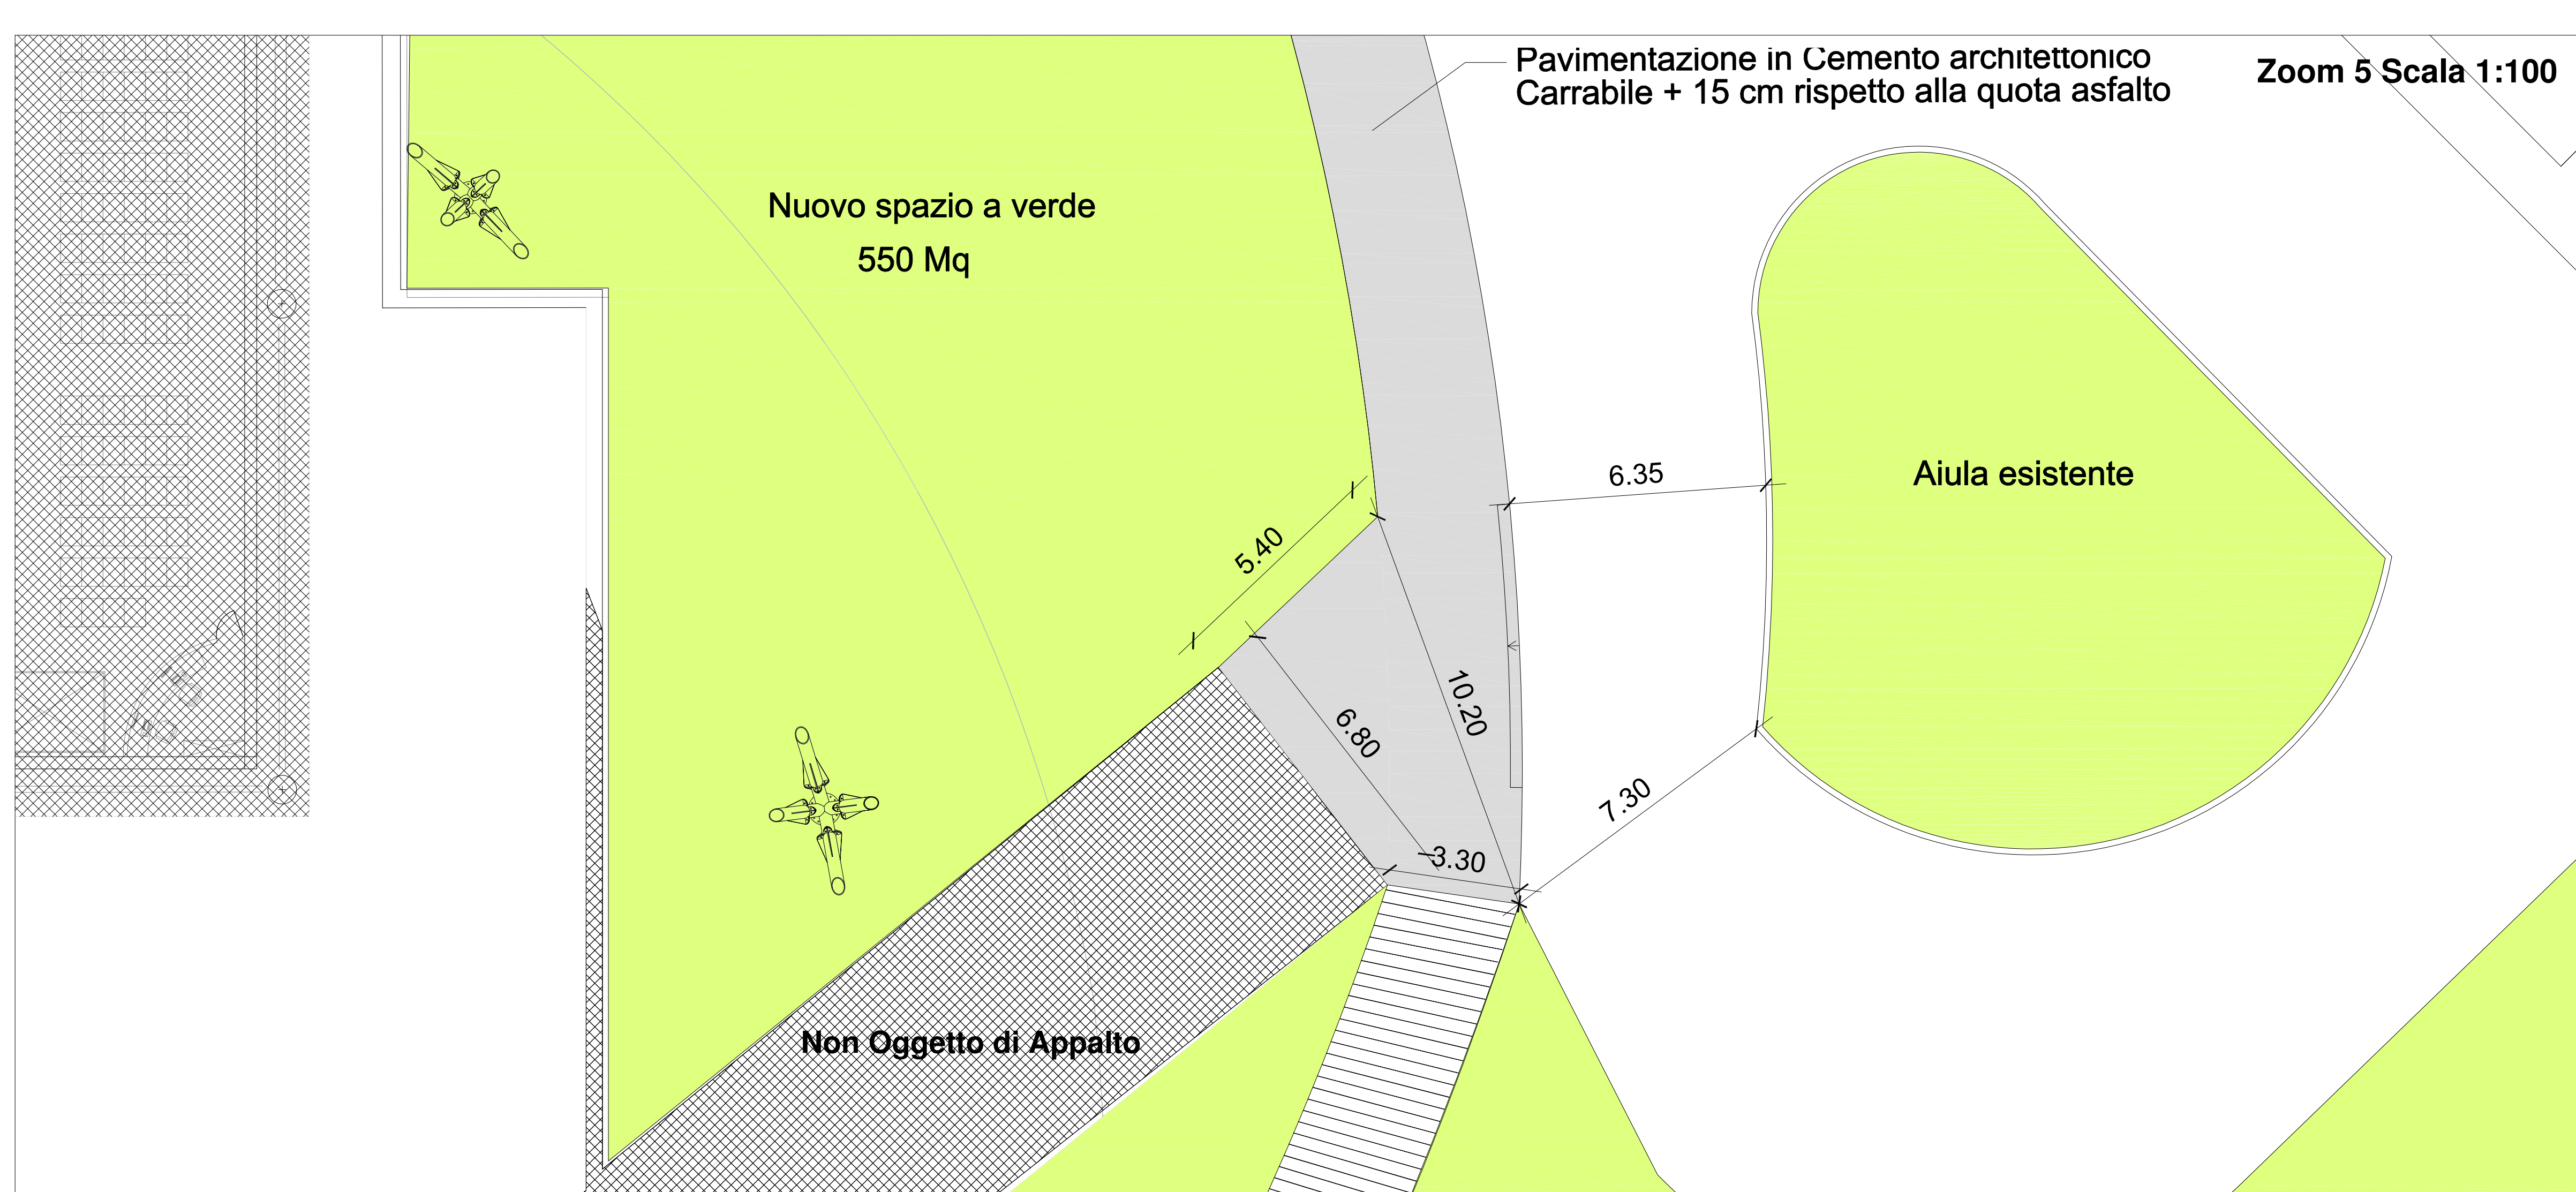 Pavimentazione in Cemento architettonico
Carrabile + 15 cm rispetto alla quota asfalto
Zoom 5 Scala 1:100
Nuovo spazio a verde
550 Mq
6.35
Aiula esistente
5.40
10.20
6.80
7.30
3.30
Non Oggetto di Appalto